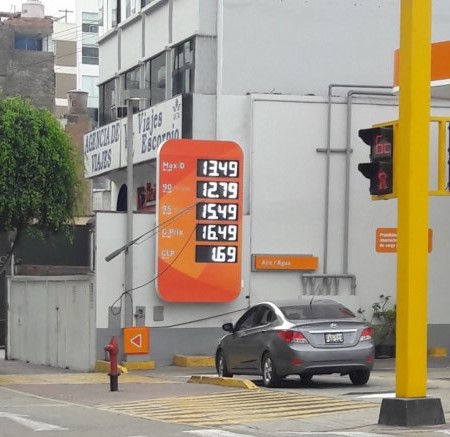 AGENCIA DE
VIAJES
Viajes
Escorpio
Max-D 13.49
90 12.79
95 15.49
G-Prix 16.49
GLP 1.69
Aire / Agua